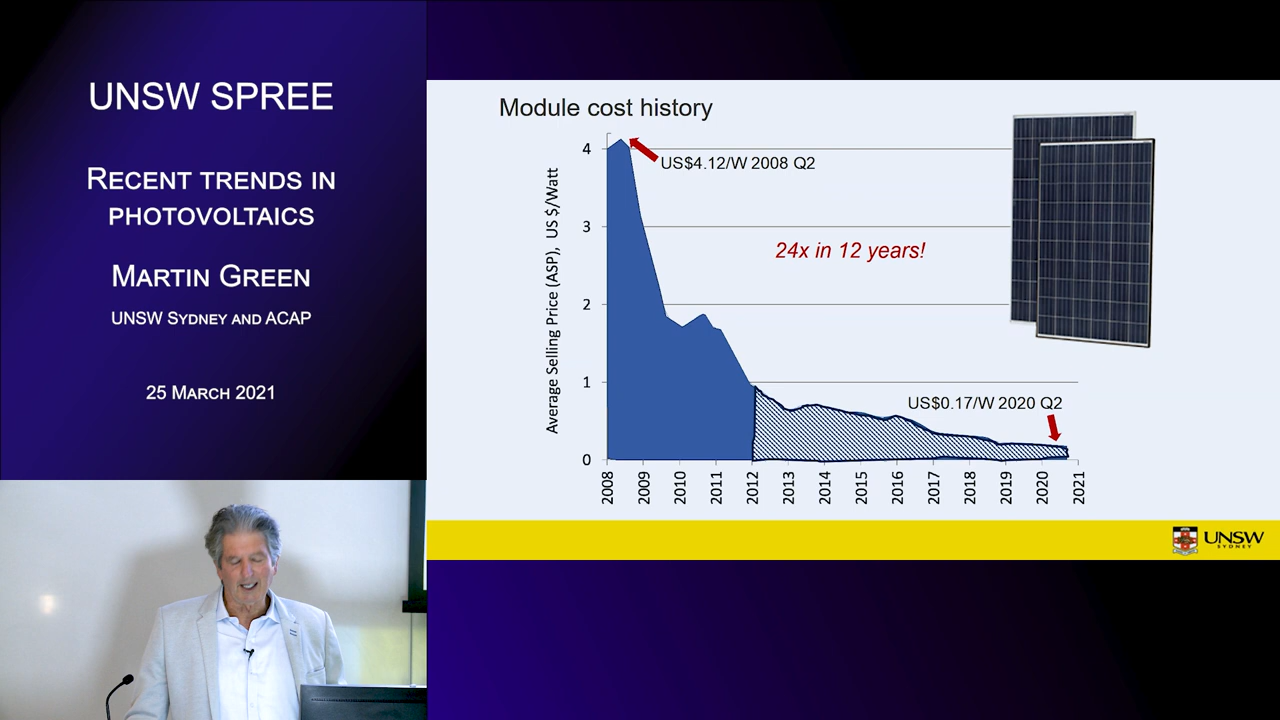 UNSW SPREE
RECENT TRENDS IN
PHOTOVOLTAICS
MARTIN GREEN
UNSW SYDNEY AND ACAP
25 MARCH 2021
Module cost history
Average Selling Price (ASP), US $/Watt
4
3
2
1
0
US$4.12/W 2008 Q2
24x in 12 years!
US$0.17/W 2020 Q2
2008
2009
2010
2011
2012
2013
2014
2015
2016
2017
2018
2019
2020
2021
UNSW
SYDNEY